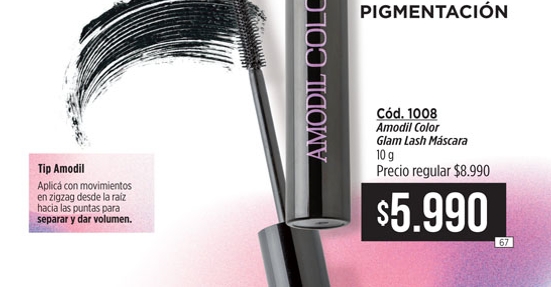 PIGMENTACIÓN
AMODIL COLO
Cód. 1008
Amodil Color
Glam Lash Máscara
10 g
Precio regular $8.990
$5.990
67
Tip Amodil
Aplicá con movimientos
en zigzag desde la raíz
hacia las puntas para
separar y dar volumen.